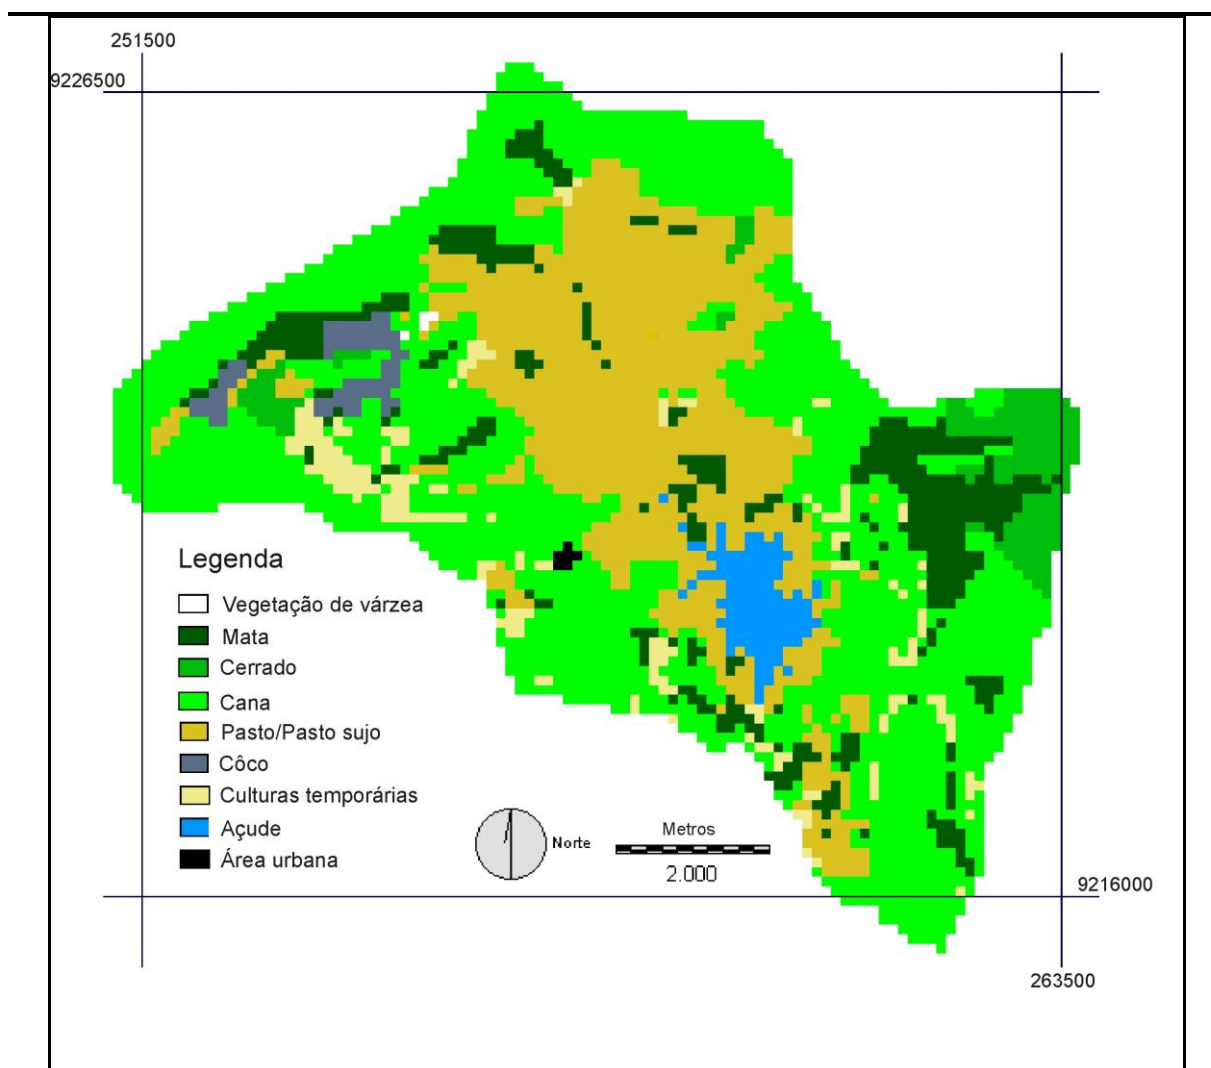 251500
9226500
Legenda
Vegetação de várzea
Mata
Cerrado
Cana
Pasto/Pasto sujo
Côco
Culturas temporárias
Açude
Área urbana
Norte
Metros
2.000
9216000
263500